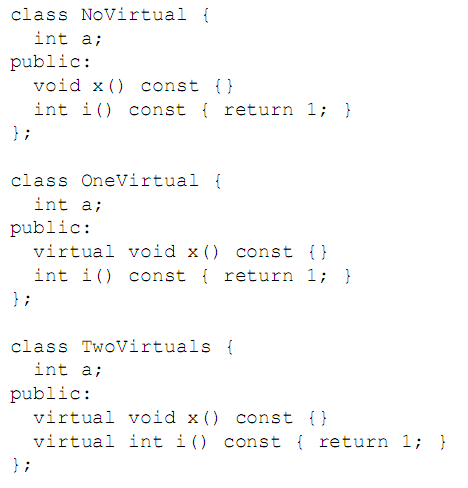 class NoVirtual {
  int a;
public:
  void x() const {}
  int i() const { return 1; }
};

class OneVirtual {
  int a;
public:
  virtual void x() const {}
  int i() const { return 1; }
};

class TwoVirtuals {
  int a;
public:
  virtual void x() const {}
  virtual int i() const { return 1; }
};